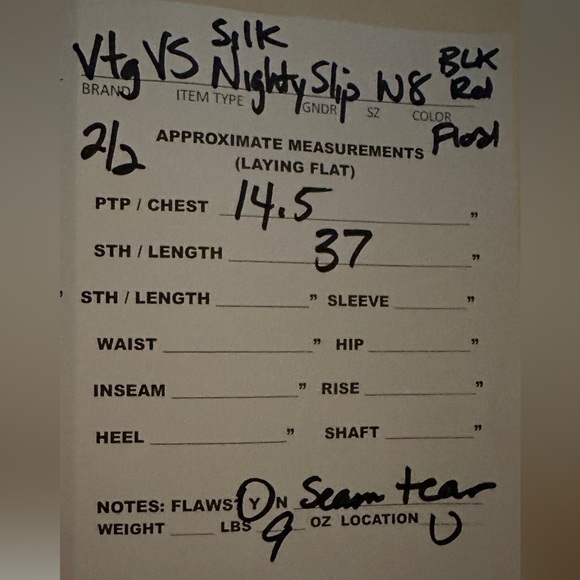 Silk
Vtg VS Nighty Slip W8 BLK Red Floral
BRAND ITEM TYPE GNDR SZ COLOR
2/2 APPROXIMATE MEASUREMENTS
(LAYING FLAT)
PTP / CHEST 14.5 "
STH / LENGTH 37 "
STH / LENGTH " SLEEVE "
WAIST " HIP "
INSEAM " RISE "
HEEL " SHAFT "
NOTES: FLAWS? Y N Seam tear
WEIGHT LBS 9 OZ LOCATION U